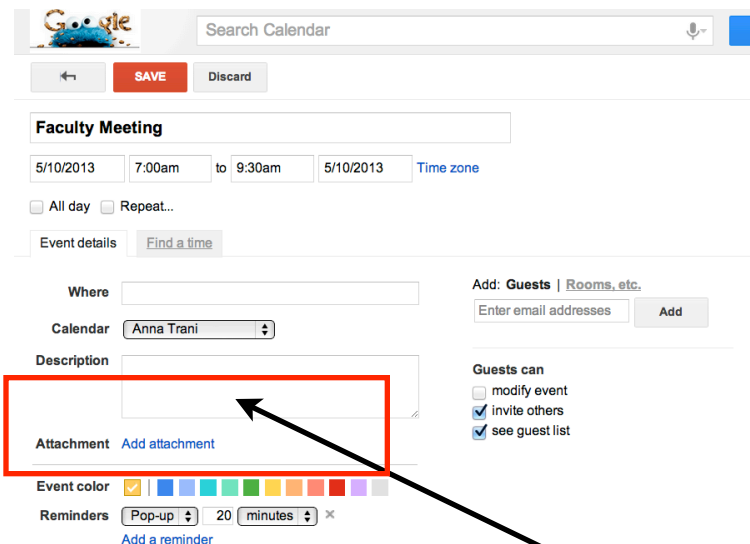 Google
Search Calendar
SAVE Discard
Faculty Meeting
5/10/2013 7:00am to 9:30am 5/10/2013 Time zone
All day Repeat...
Event details Find a time
Where
Calendar Anna Trani
Description
Attachment Add attachment
Event color
Reminders Pop-up 20 minutes ×
Add a reminder
Add: Guests | Rooms, etc.
Enter email addresses Add
Guests can
modify event
invite others
see guest list